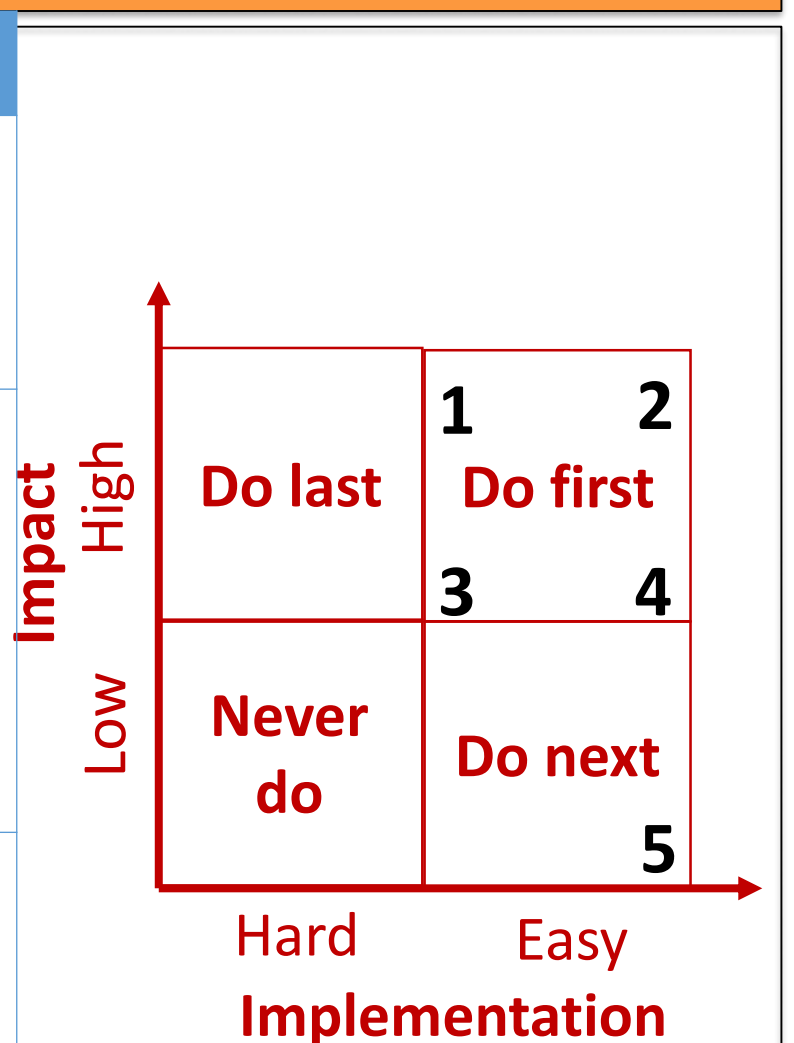 1 2
Do last Do first
3 4
Never
do
Do next
5
Impact
High
Low
Hard Easy
Implementation